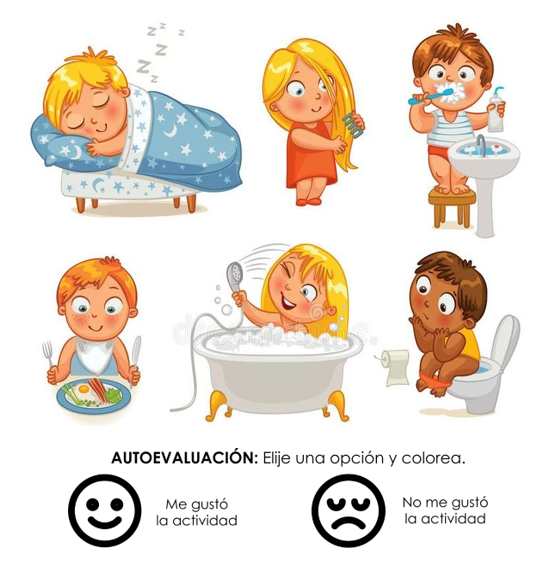 z z z
z z
z
z
AUTOEVALUACIÓN: Elije una opción y colorea.
Me gustó
la actividad
No me gustó
la actividad